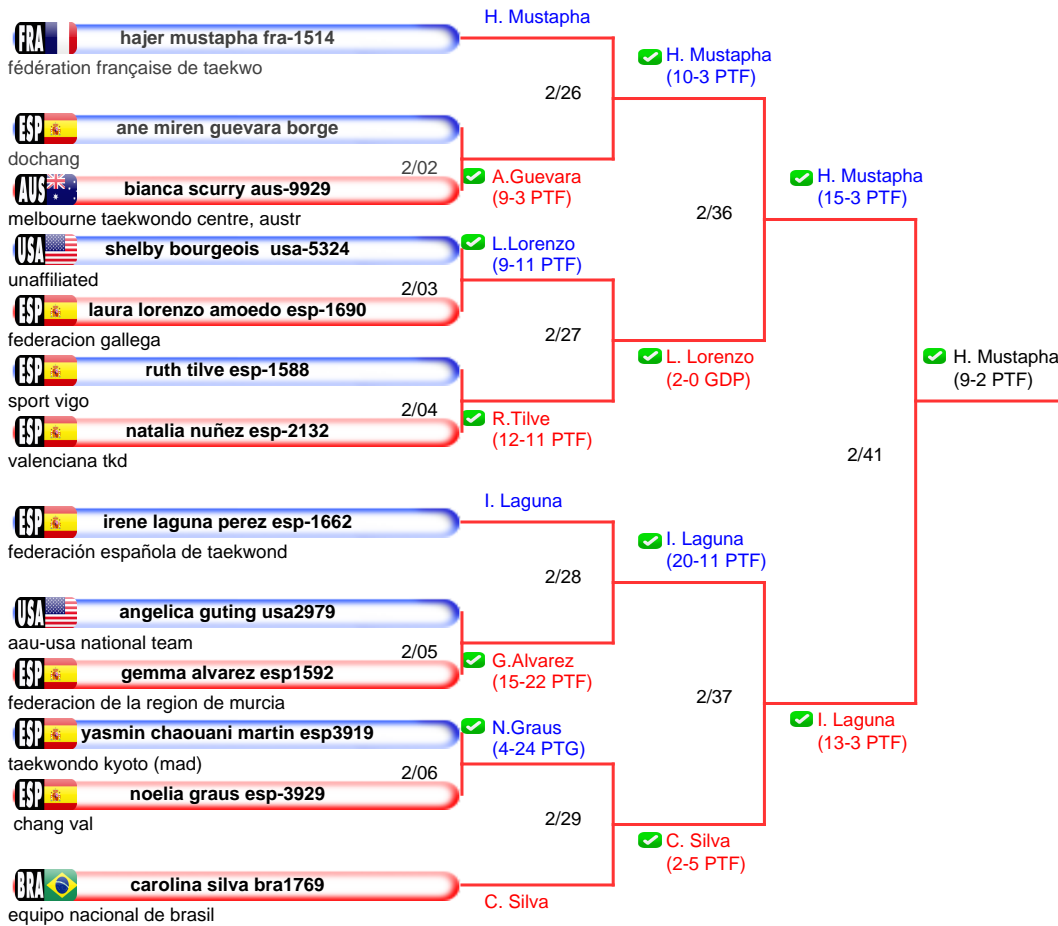 H. Mustapha
FRA hajer mustapha fra-1514
fédération française de taekwo
H. Mustapha
(10-3 PTF)
2/26
ESP ane miren guevara borge
dochang
2/02
A.Guevara
(9-3 PTF)
AUS bianca scurry aus-9929
melbourne taekwondo centre, austr
H. Mustapha
(15-3 PTF)
2/36
USA shelby bourgeois usa-5324
unaffiliated
L.Lorenzo
(9-11 PTF)
2/03
ESP laura lorenzo amoedo esp-1690
federacion gallega
2/27
L. Lorenzo
(2-0 GDP)
ESP ruth tilve esp-1588
sport vigo
2/04
R.Tilve
(12-11 PTF)
ESP natalia nuñez esp-2132
valenciana tkd
H. Mustapha
(9-2 PTF)
2/41
ESP irene laguna perez esp-1662
federación española de taekwond
I. Laguna
I. Laguna
(20-11 PTF)
2/28
USA angelica guting usa2979
aau-usa national team
2/05
G.Alvarez
(15-22 PTF)
ESP gemma alvarez esp1592
federacion de la region de murcia
2/37
I. Laguna
(13-3 PTF)
ESP yasmin chaouani martin esp3919
taekwondo kyoto (mad)
N.Graus
(4-24 PTG)
2/06
ESP noelia graus esp-3929
chang val
2/29
C. Silva
(2-5 PTF)
BRA carolina silva bra1769
equipo nacional de brasil
C. Silva